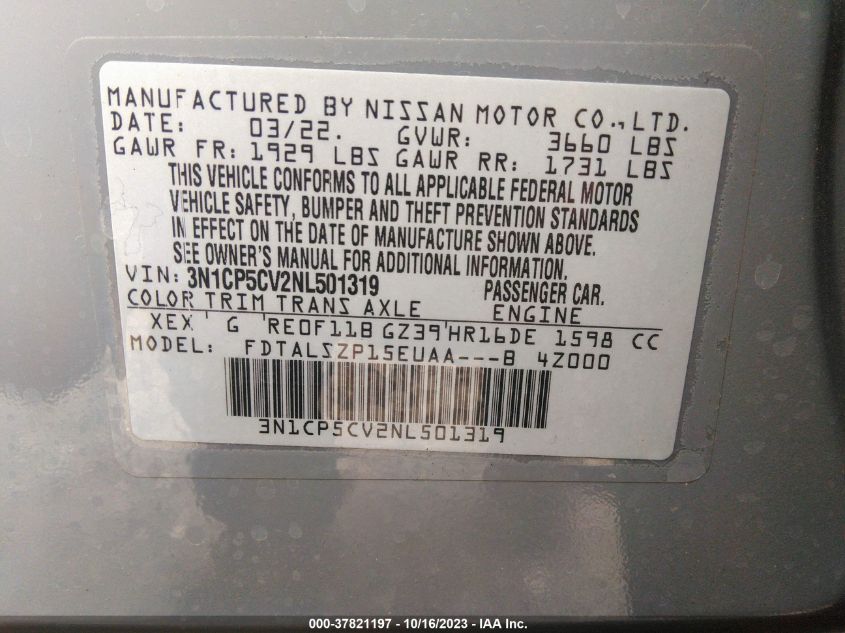 MANUFACTURED BY NISSAN MOTOR CO.,LTD.
DATE: 03/22. GVWR: 3660 LBS
GAWR FR: 1929 LBS GAWR RR: 1731 LBS
THIS VEHICLE CONFORMS TO ALL APPLICABLE FEDERAL MOTOR
VEHICLE SAFETY, BUMPER AND THEFT PREVENTION STANDARDS
IN EFFECT ON THE DATE OF MANUFACTURE SHOWN ABOVE.
SEE OWNER'S MANUAL FOR ADDITIONAL INFORMATION.
VIN: 3N1CP5CV2NL501319 PASSENGER CAR.
COLOR TRIM TRANS AXLE ENGINE
XEX ' G 'RE0F11B GZ39'HR16DE 1598 CC
MODEL: FDTALSZP15EUAA---B 4Z000
3N1CP5CV2NL501319
000-37821197 - 10/16/2023 - IAA Inc.